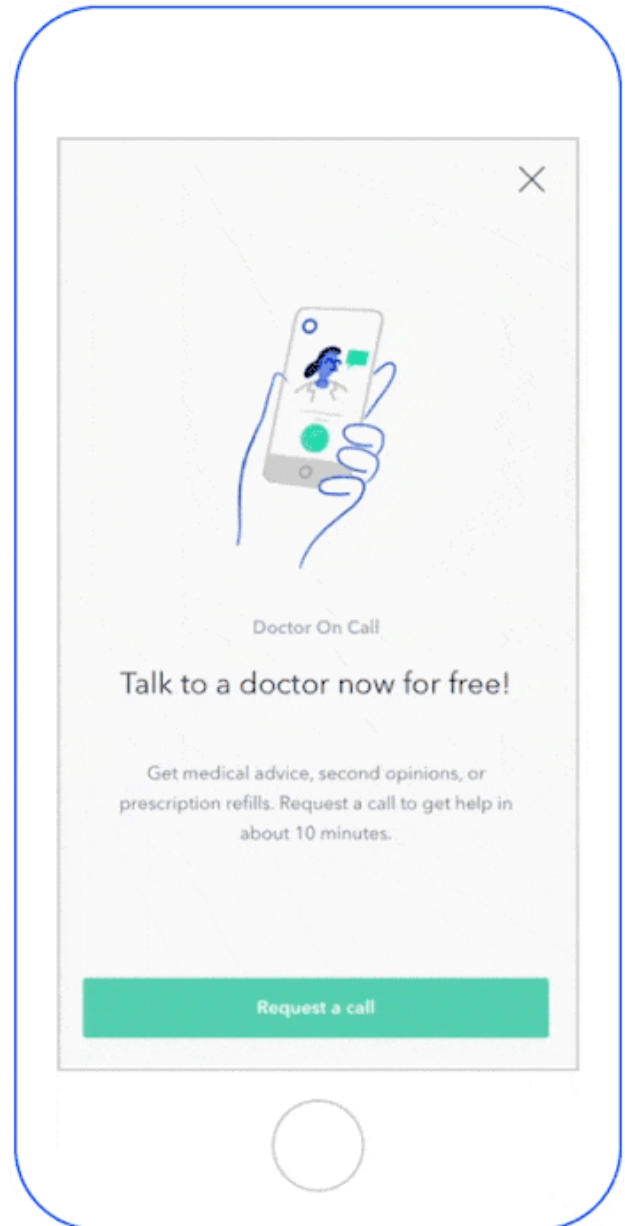 Doctor On Call
Talk to a doctor now for free!
Get medical advice, second opinions, or
prescription refills. Request a call to get help in
about 10 minutes.
Request a call